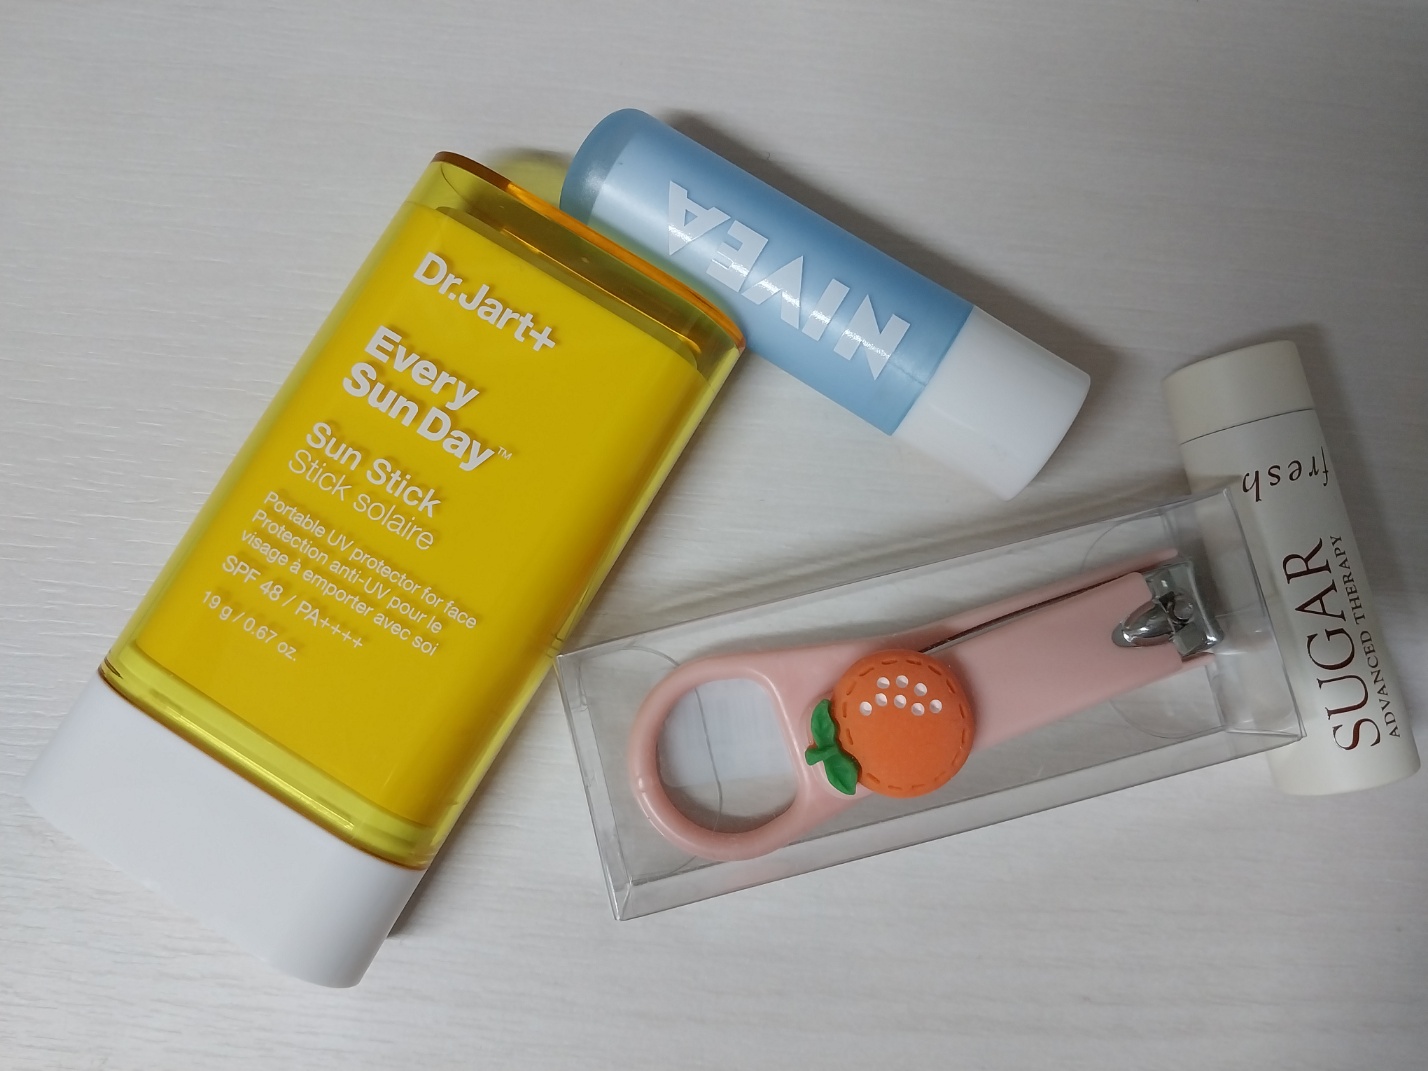 Dr.Jart+
Every
Sun Day™
Sun Stick
Stick solaire
Portable UV protector for face
Protection anti-UV pour le
visage à emporter avec soi
SPF 48 / PA++++
19 g / 0.67 oz.
NIVEA
fresh
SUGAR
ADVANCED THERAPY